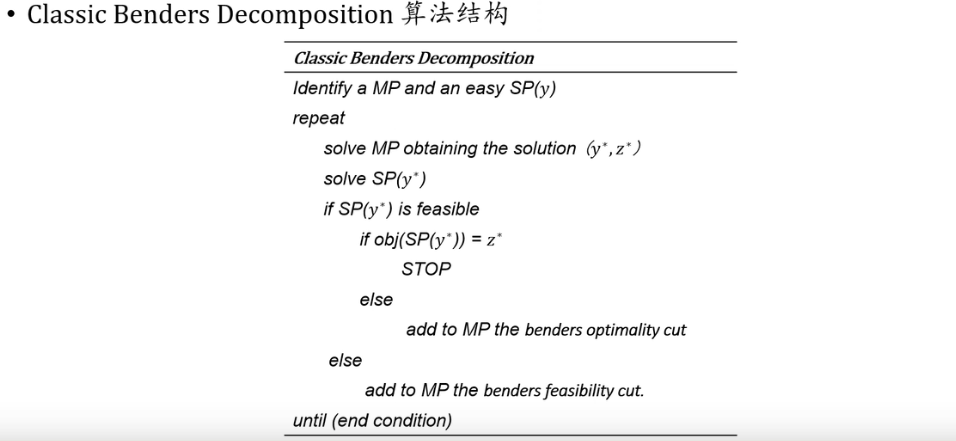 • Classic Benders Decomposition 算法结构
Classic Benders Decomposition
Identify a MP and an easy SP(y)
repeat
solve MP obtaining the solution （y*,z*）
solve SP(y*)
if SP(y*) is feasible
if obj(SP(y*)) = z*
STOP
else
add to MP the benders optimality cut
else
add to MP the benders feasibility cut.
until (end condition)